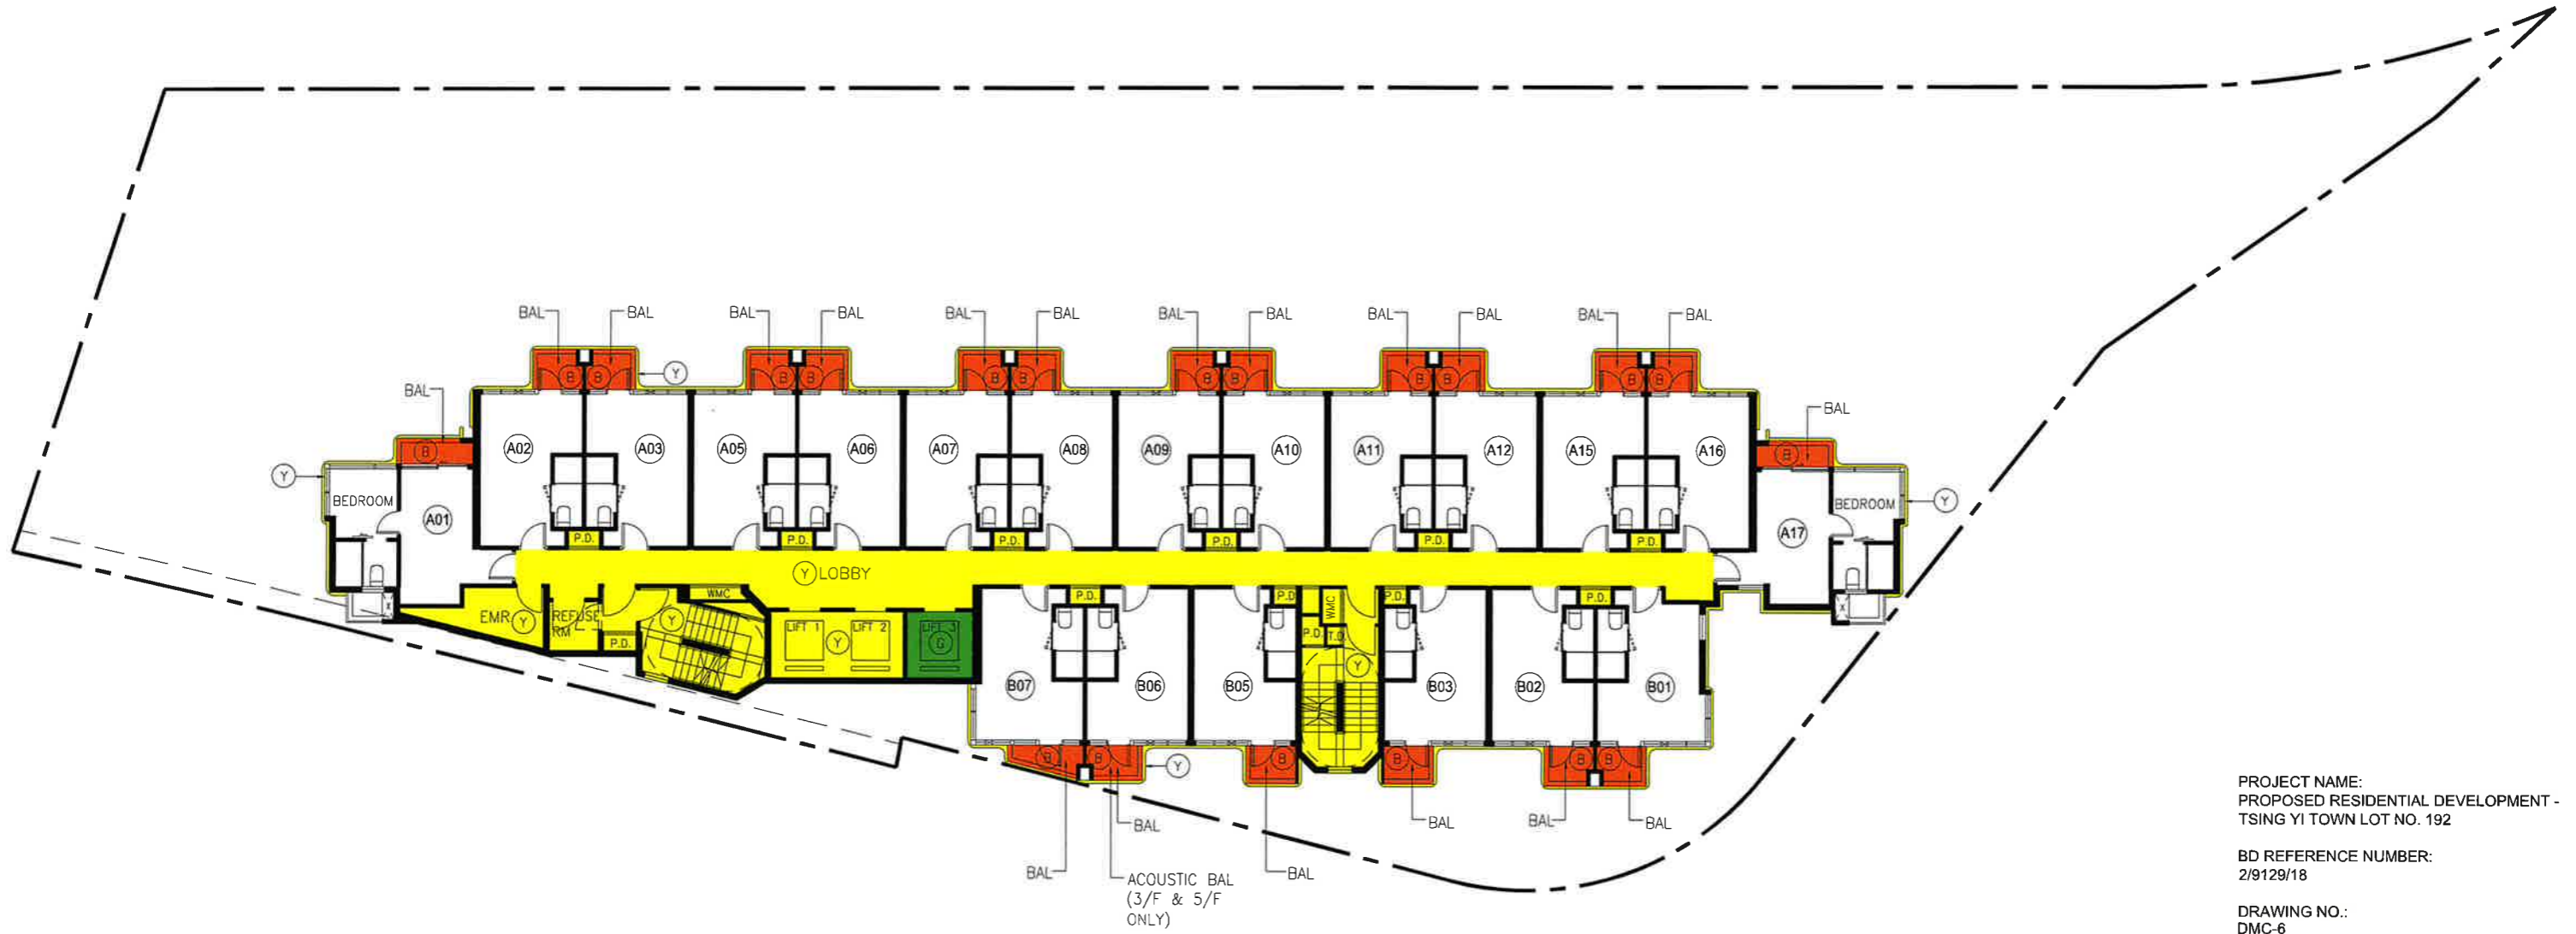 BAL BAL BAL BAL BAL BAL BAL BAL BAL BAL BAL BAL
B B B B B B B B B B B B
Y
BAL BAL
B B
A02 A03 A05 A06 A07 A08 A09 A10 A11 A12 A15 A16
Y BEDROOM A01
BEDROOM Y A17
P.D. P.D. P.D. P.D. P.D. P.D.
Y LOBBY
EMR Y
REFUSE
RM
P.D.
WMC
Y
LIFT 1 LIFT 2 LIFT 3
Y G
P.D. P.D. P.D. WMC P.D. P.D.
P.D. T.D.
X X
Y
B07 B06 B05 B03 B02 B01
B B B B B B
Y
BAL BAL BAL BAL
BAL BAL
ACOUSTIC BAL
(3/F & 5/F
ONLY)
PROJECT NAME:
PROPOSED RESIDENTIAL DEVELOPMENT -
TSING YI TOWN LOT NO. 192
BD REFERENCE NUMBER:
2/9129/18
DRAWING NO.:
DMC-6